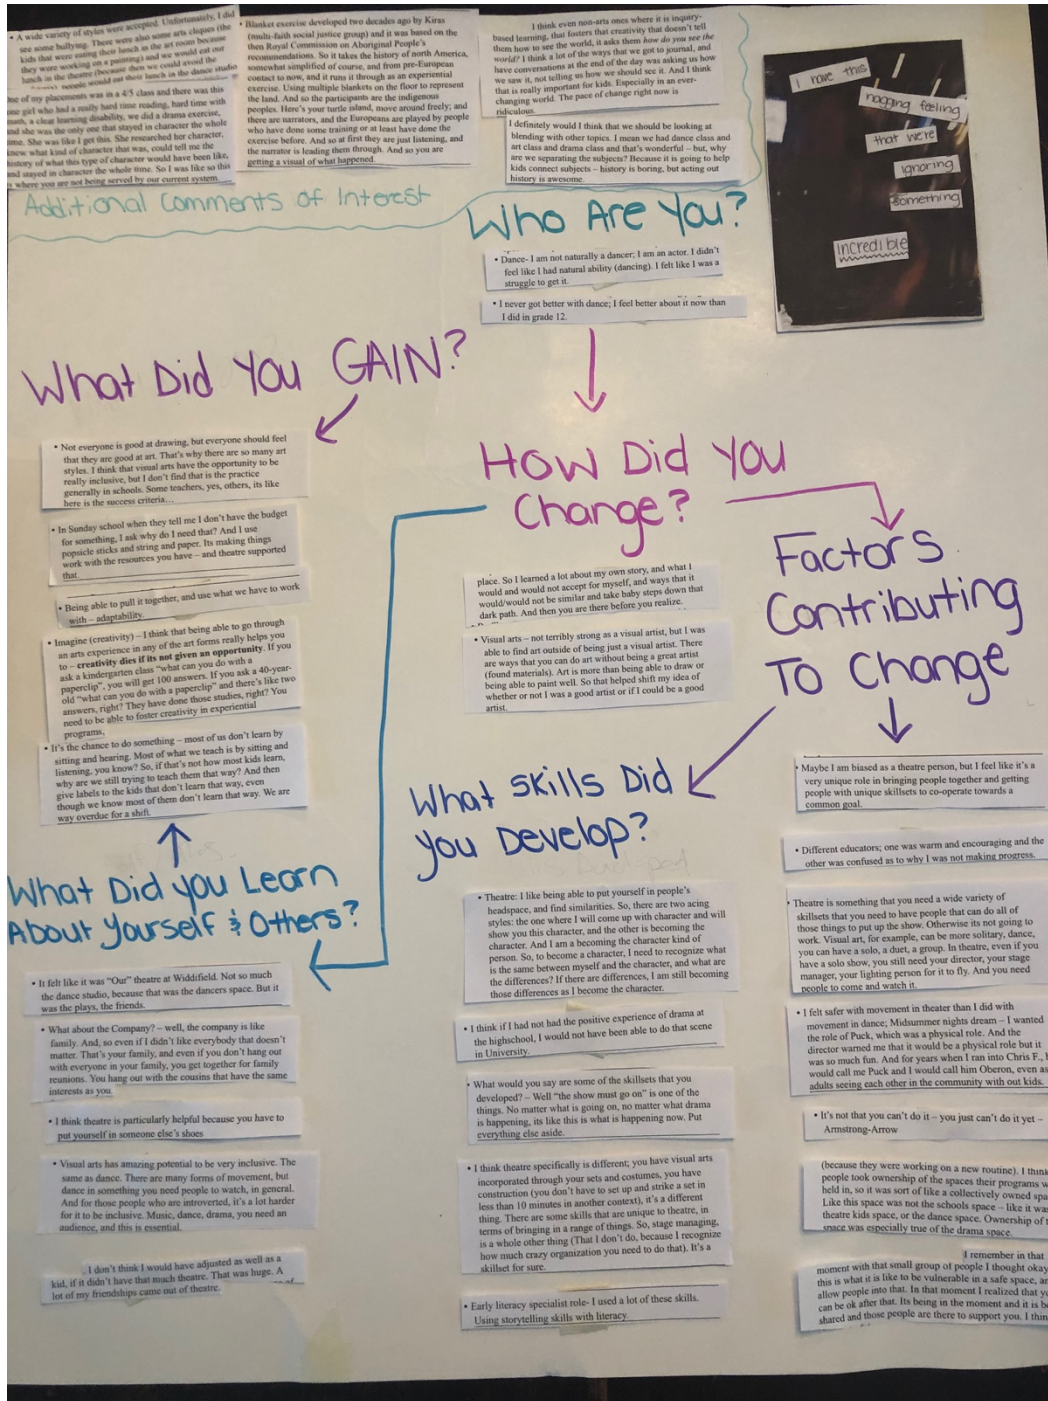 • A wide variety of styles were accepted. Unfortunately, I did
see some bullying. There were also some arts cliques (the
kids that were eating their lunch in the art room because
they were working on a painting) and we would eat our
lunch in the theatre (because then we could avoid the
people would eat their lunch in the dance studio
one of my placements was in a 4/5 class and there was this
one girl who had a really hard time reading, hard time with
math, a clear learning disability, we did a drama exercise,
and she was the only one that stayed in character the whole
time. She was like I get this. She researched her character,
knew what kind of character that was, could tell me the
history of what this type of character would have been like,
and stayed in character the whole time. So I was like so this
is where you are not being served by our current system.
• Blanket exercise developed two decades ago by Kiras
(multi-faith social justice group) and it was based on the
then Royal Commission on Aboriginal People's
recommendations. So it takes the history of north America,
somewhat simplified of course, and from pre-European
contact to now, and it runs it through as an experiential
exercise. Using multiple blankets on the floor to represent
the land. And so the participants are the indigenous
peoples. Here's your turtle island, move around freely; and
there are narrators, and the Europeans are played by people
who have done some training or at least have done the
exercise before. And so at first they are just listening, and
the narrator is leading them through. And so you are
getting a visual of what happened.
I think even non-arts ones where it is inquiry-
based learning, that fosters that creativity that doesn't tell
them how to see the world, it asks them how do you see the
world? I think a lot of the ways that we got to journal, and
have conversations at the end of the day was asking us how
we saw it, not telling us how we should see it. And I think
that is really important for kids. Especially in an ever-
changing world. The pace of change right now is
ridiculous.
I definitely would I think that we should be looking at
blending with other topics. I mean we had dance class and
art class and drama class and that's wonderful – but, why
are we separating the subjects? Because it is going to help
kids connect subjects – history is boring, but acting out
history is awesome.
I have this
nagging feeling
that we're
ignoring
something
incredible
Additional Comments of Interest
Who Are You?
• Dance- I am not naturally a dancer; I am an actor. I didn't
feel like I had natural ability (dancing). I felt like I was a
struggle to get it.
• I never got better with dance; I feel better about it now than
I did in grade 12.
What Did You GAIN?
• Not everyone is good at drawing, but everyone should feel
that they are good at art. That's why there are so many art
styles. I think that visual arts have the opportunity to be
really inclusive, but I don't find that is the practice
generally in schools. Some teachers, yes, others, its like
here is the success criteria…
• In Sunday school when they tell me I don't have the budget
for something, I ask why do I need that? And I use
popsicle sticks and string and paper. Its making things
work with the resources you have – and theatre supported
that.
• Being able to pull it together, and use what we have to work
with – adaptability.
• Imagine (creativity) – I think that being able to go through
an arts experience in any of the art forms really helps you
to – creativity dies if its not given an opportunity. If you
ask a kindergarten class "what can you do with a
paperclip", you will get 100 answers. If you ask a 40-year-
old "what can you do with a paperclip" and there's like two
answers, right? They have done those studies, right? You
need to be able to foster creativity in experiential
programs.
• It's the chance to do something – most of us don't learn by
sitting and hearing. Most of what we teach is by sitting and
listening, you know? So, if that's not how most kids learn,
why are we still trying to teach them that way? And then
give labels to the kids that don't learn that way, even
though we know most of them don't learn that way. We are
way overdue for a shift.
How Did You
Change?
place. So I learned a lot about my own story, and what I
would and would not accept for myself, and ways that it
would/would not be similar and take baby steps down that
dark path. And then you are there before you realize.
• Visual arts – not terribly strong as a visual artist, but I was
able to find art outside of being just a visual artist. There
are ways that you can do art without being a great artist
(found materials). Art is more than being able to draw or
being able to paint well. So that helped shift my idea of
whether or not I was a good artist or if I could be a good
artist.
Factors
Contributing
To Change
• Maybe I am biased as a theatre person, but I feel like it's a
very unique role in bringing people together and getting
people with unique skillsets to co-operate towards a
common goal.
• Different educators; one was warm and encouraging and the
other was confused as to why I was not making progress.
• Theatre is something that you need a wide variety of
skillsets that you need to have people that can do all of
those things to put up the show. Otherwise its not going to
work. Visual art, for example, can be more solitary, dance,
you can have a solo, a duet, a group. In theatre, even if you
have a solo show, you still need your director, your stage
manager, your lighting person for it to fly. And you need
people to come and watch it.
• I felt safer with movement in theater than I did with
movement in dance; Midsummer nights dream – I wanted
the role of Puck, which was a physical role. And the
director warned me that it would be a physical role but it
was so much fun. And for years when I ran into Chris F.,
would call me Puck and I would call him Oberon, even as
adults seeing each other in the community with out kids.
• It's not that you can't do it – you just can't do it yet –
Armstrong-Arrow
(because they were working on a new routine). I think
people took ownership of the spaces their programs
held in, so it was sort of like a collectively owned
Like this space was not the schools space – like it was
theatre kids space, or the dance space. Ownership of
space was especially true of the drama space.
I remember in that
moment with that small group of people I thought okay
this is what it is like to be vulnerable in a safe space,
allow people into that. In that moment I realized that
can be ok after that. Its being in the moment and it is
shared and those people are there to support you. I
What Skills Did
You Develop?
• Theatre: I like being able to put yourself in people's
headspace, and find similarities. So, there are two acing
styles: the one where I will come up with character and will
show you this character, and the other is becoming the
character. And I am a becoming the character kind of
person. So, to become a character, I need to recognize what
is the same between myself and the character, and what are
the differences? If there are differences, I am still becoming
those differences as I become the character.
• I think if I had not had the positive experience of drama at
the highschool, I would not have been able to do that scene
in University.
• What would you say are some of the skillsets that you
developed? – Well "the show must go on" is one of the
things. No matter what is going on, no matter what drama
is happening, its like this is what is happening now. Put
everything else aside.
• I think theatre specifically is different; you have visual arts
incorporated through your sets and costumes, you have
construction (you don't have to set up and strike a set in
less than 10 minutes in another context), it's a different
thing. There are some skills that are unique to theatre, in
terms of bringing in a range of things. So, stage managing,
is a whole other thing (That I don't do, because I recognize
how much crazy organization you need to do that). It's a
skillset for sure.
• Early literacy specialist role- I used a lot of these skills.
Using storytelling skills with literacy.
What Did you Learn
About Yourself & Others?
• It felt like it was "Our" theatre at Widdifield. Not so much
the dance studio, because that was the dancers space. But it
was the plays, the friends.
• What about the Company? – well, the company is like
family. And, so even if I didn't like everybody that doesn't
matter. That's your family, and even if you don't hang out
with everyone in your family, you get together for family
reunions. You hang out with the cousins that have the same
interests as you
• I think theatre is particularly helpful because you have to
put yourself in someone else's shoes
• Visual arts has amazing potential to be very inclusive. The
same as dance. There are many forms of movement, but
dance in something you need people to watch, in general.
And for those people who are introverted, it's a lot harder
for it to be inclusive. Music, dance, drama, you need an
audience, and this is essential.
I don't think I would have adjusted as well as a
kid, if it didn't have that much theatre. That was huge. A
lot of my friendships came out of theatre.